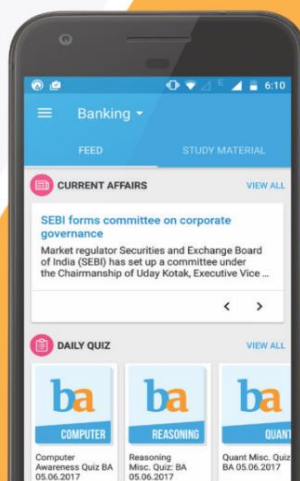 6:10
Banking
FEED
STUDY MATERIAL
CURRENT AFFAIRS
VIEW ALL
SEBI forms committee on corporate
governance
Market regulator Securities and Exchange Board
of India (SEBI) has set up a committee under
the Chairmanship of Uday Kotak, Executive Vice ...
DAILY QUIZ
VIEW ALL
ba
COMPUTER
ba
REASONING
ba
QUANT
Computer
Awareness Quiz BA
05.06.2017
Reasoning
Misc. Quiz: BA
05.06.2017
Quant Misc. Quiz
BA 05.06.2017